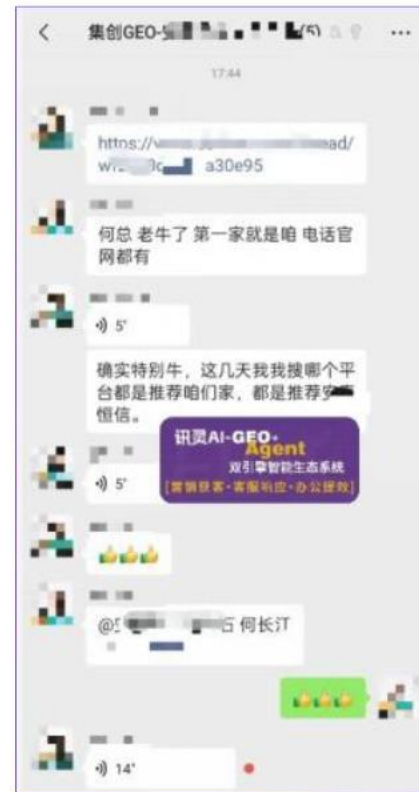 集创GEO-
(5)
17:44
https://
ad/
a30e95
何总 老牛了 第一家就是咱 电话官
网都有
5"
确实特别牛，这几天我我搜哪个平
台都是推荐咱们家，都是推荐安
恒信。
讯灵AI-GEO+
Agent
双引擎智能生态系统
[营销获客·客服响应·办公提效]
5"
👍👍👍
@
石 何长江
👍👍👍
14"